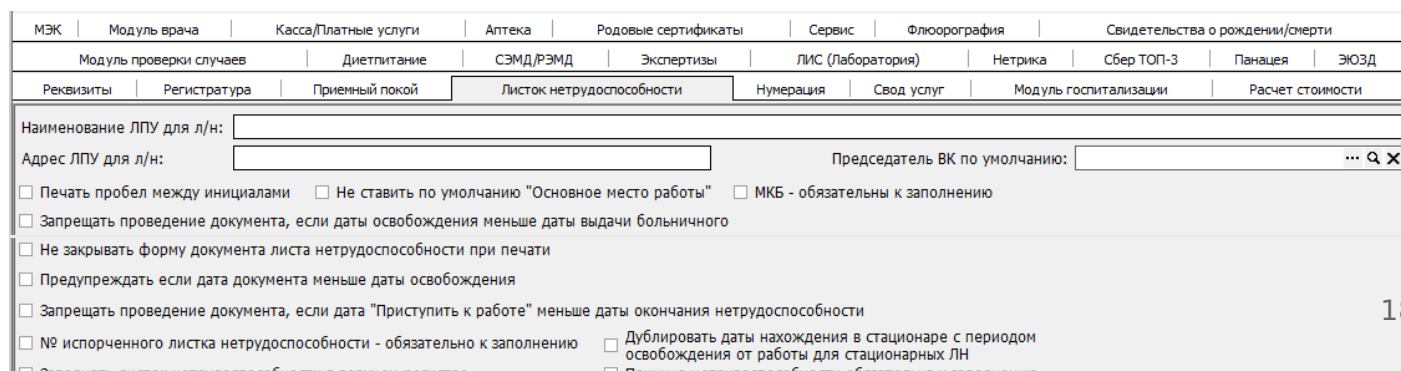 МЭК Модуль врача Касса/Платные услуги Аптека Родовые сертификаты Сервис Флюорография Свидетельства о рождении/смерти
Модуль проверки случаев Диетпитание СЭМД/РЭМД Экспертизы ЛИС (Лаборатория) Нетрика Сбер ТОП-3 Панацея ЭЮЗД
Реквизиты Регистратура Приемный покой Листок нетрудоспособности Нумерация Свод услуг Модуль госпитализации Расчет стоимости
Наименование ЛПУ для л/н:
Адрес ЛПУ для л/н: Председатель ВК по умолчанию: ...
Печать пробел между инициалами Не ставить по умолчанию "Основное место работы" МКБ - обязательны к заполнению
Запрещать проведение документа, если даты освобождения меньше даты выдачи больничного
Не закрывать форму документа листа нетрудоспособности при печати
Предупреждать если дата документа меньше даты освобождения
Запрещать проведение документа, если дата "Приступить к работе" меньше даты окончания нетрудоспособности
№ испорченного листка нетрудоспособности - обязательно к заполнению Дублировать даты нахождения в стационаре с периодом
освобождения от работы для стационарных ЛН